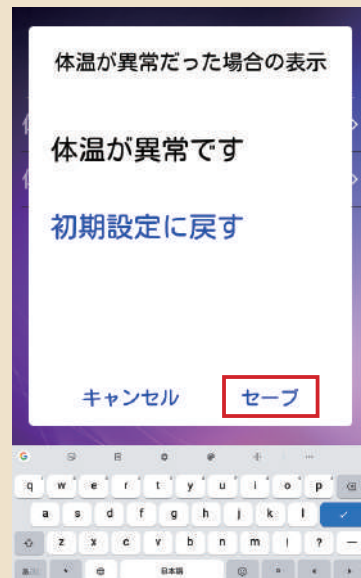 体温が異常だった場合の表示
体温が異常です
初期設定に戻す
キャンセル セーブ
q w e r t y u i o p
a s d f g h j k l
z x c v b n m ! ? ー
日本語